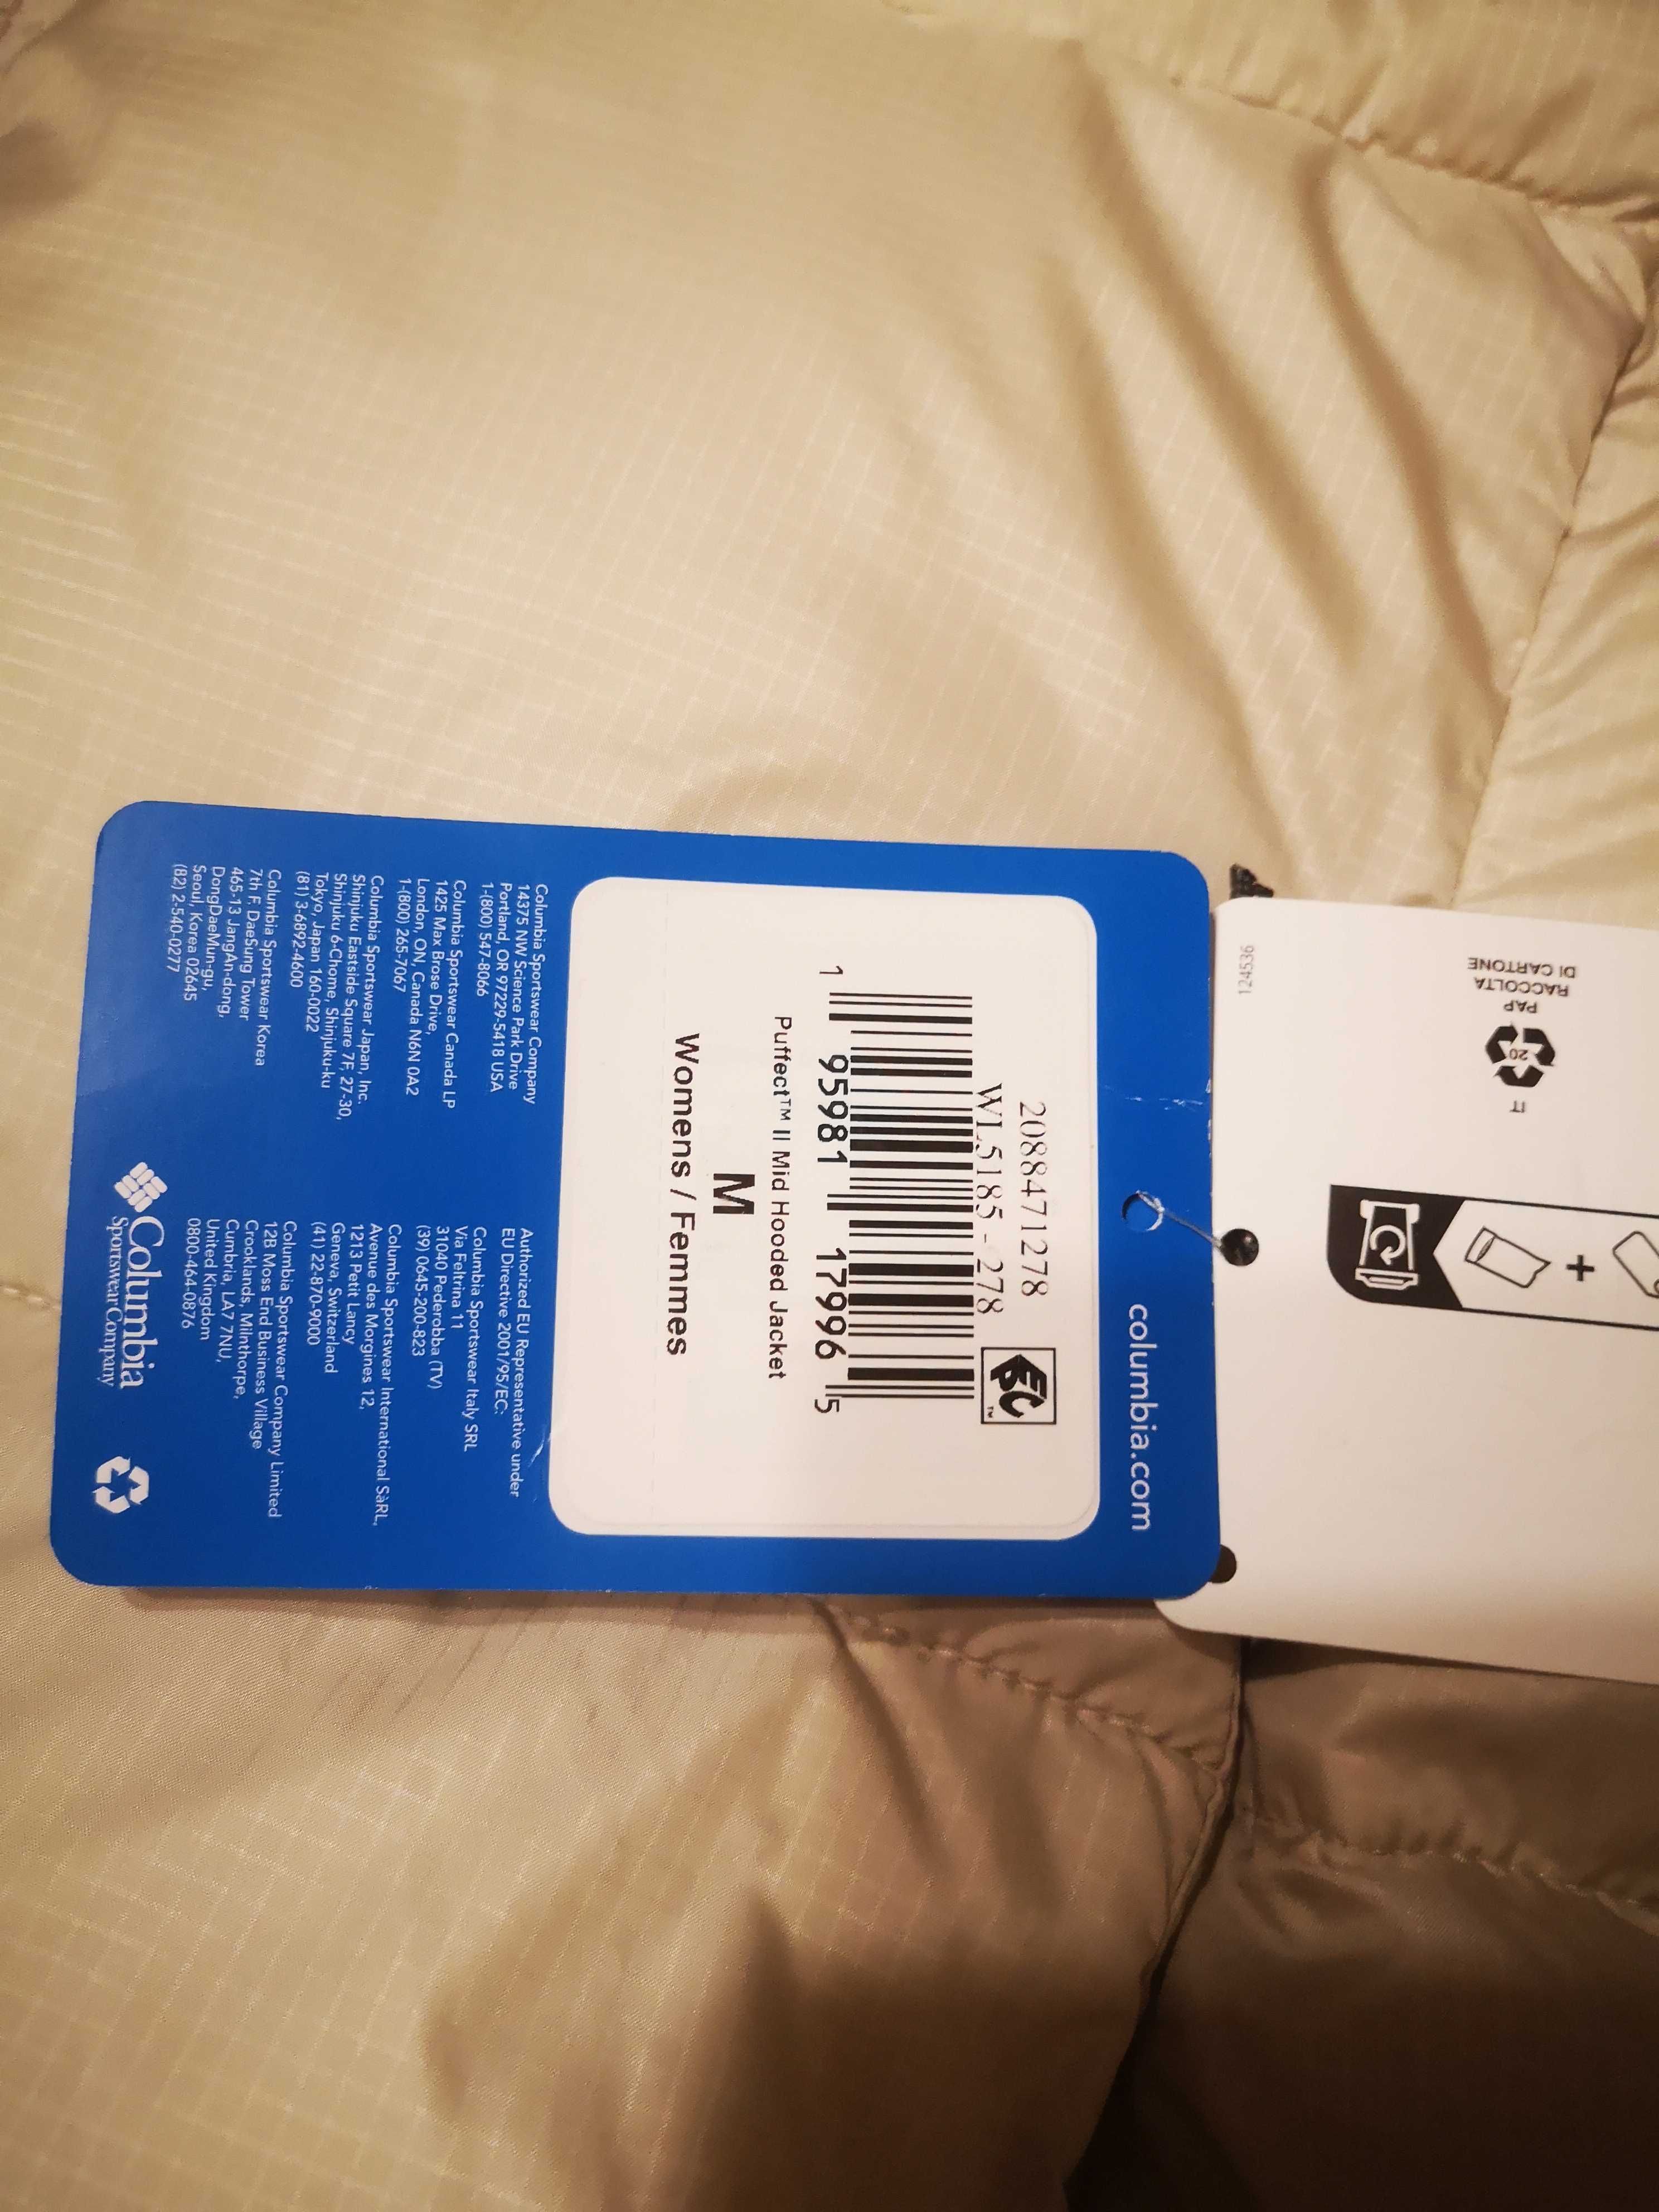 columbia.com
2088471278
WL5185 - 278
EC™
1 95981 17996 5
Puffect™ II Mid Hooded Jacket
M
Womens / Femmes
Columbia Sportswear Company
14375 NW Science Park Drive
Portland, OR 97229-5418 USA
1-(800) 547-8066
Columbia Sportswear Canada LP
1425 Max Brose Drive,
London, ON, Canada N6N 0A2
1-(800) 265-7067
Columbia Sportswear Japan, Inc.
Shinjuku Eastside Square 7F, 27-30,
Shinjuku 6-Chome, Shinjuku-ku
Tokyo, Japan 160-0022
(81) 3-6892-4600
Columbia Sportswear Korea
7th F. DaeSung Tower
465-13 JangAn-dong,
DongDaeMun-gu,
Seoul, Korea 02645
(82) 2-540-0277
Authorized EU Representative under
EU Directive 2001/95/EC:
Columbia Sportswear Italy SRL
Via Feltrina 11
31040 Pederobba (TV)
(39) 0645-200-823
Columbia Sportswear International SàRL,
Avenue des Morgines 12,
1213 Petit Lancy
Geneva, Switzerland
(41) 22-870-9000
Columbia Sportswear Company Limited
12B Moss End Business Village
Crooklands, Milnthorpe,
Cumbria, LA7 7NU,
United Kingdom
0800-464-0876
Columbia
Sportswear Company
IT
20
PAP
RACCOLTA
DI CARTONE
+
124536